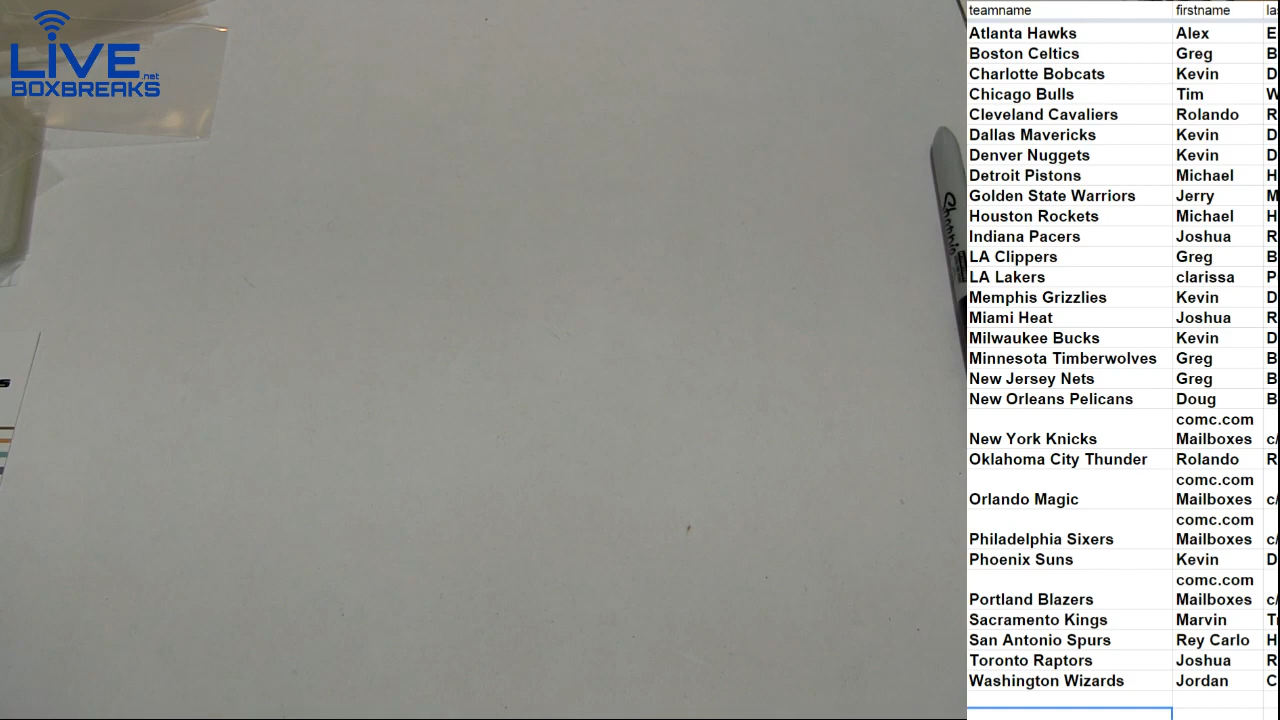 LIVE.net
BOXBREAKS
Sharpie
teamname firstname las
Atlanta Hawks Alex E
Boston Celtics Greg B
Charlotte Bobcats Kevin D
Chicago Bulls Tim W
Cleveland Cavaliers Rolando R
Dallas Mavericks Kevin D
Denver Nuggets Kevin D
Detroit Pistons Michael H
Golden State Warriors Jerry M
Houston Rockets Michael H
Indiana Pacers Joshua R
LA Clippers Greg B
LA Lakers clarissa P
Memphis Grizzlies Kevin D
Miami Heat Joshua R
Milwaukee Bucks Kevin D
Minnesota Timberwolves Greg B
New Jersey Nets Greg B
New Orleans Pelicans Doug B
comc.com
New York Knicks Mailboxes c/
Oklahoma City Thunder Rolando R
comc.com
Orlando Magic Mailboxes c/
comc.com
Philadelphia Sixers Mailboxes c/
Phoenix Suns Kevin D
comc.com
Portland Blazers Mailboxes c/
Sacramento Kings Marvin Tr
San Antonio Spurs Rey Carlo H
Toronto Raptors Joshua R
Washington Wizards Jordan C